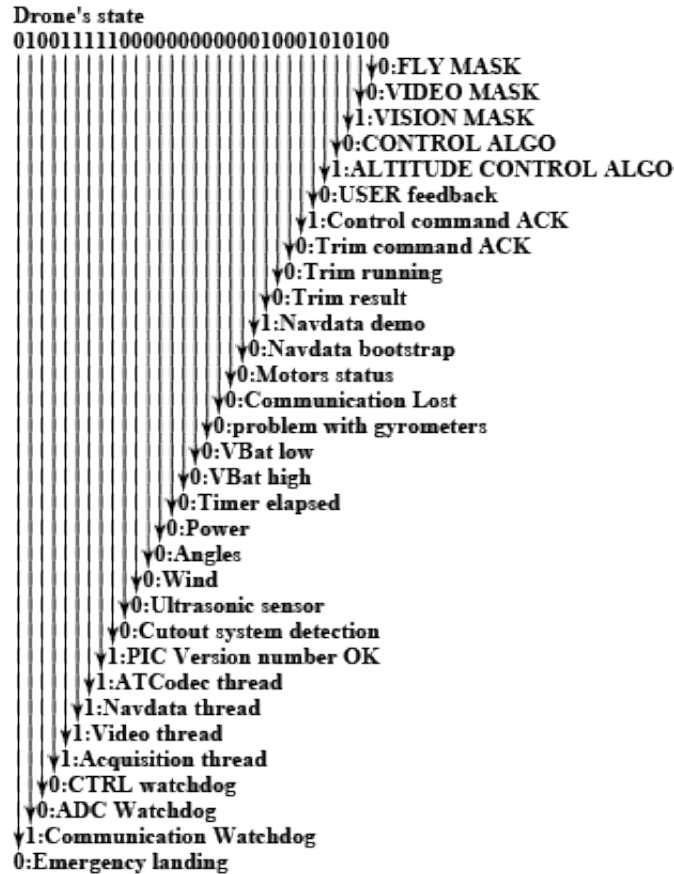 Drone's state
01001111100000000000010001010100
0:FLY MASK
0:VIDEO MASK
1:VISION MASK
0:CONTROL ALGO
1:ALTITUDE CONTROL ALGO
0:USER feedback
1:Control command ACK
0:Trim command ACK
0:Trim running
0:Trim result
1:Navdata demo
0:Navdata bootstrap
0:Motors status
0:Communication Lost
0:problem with gyrometers
0:VBat low
0:VBat high
0:Timer elapsed
0:Power
0:Angles
0:Wind
0:Ultrasonic sensor
0:Cutout system detection
1:PIC Version number OK
1:ATCodec thread
1:Navdata thread
1:Video thread
1:Acquisition thread
0:CTRL watchdog
0:ADC Watchdog
1:Communication Watchdog
0:Emergency landing